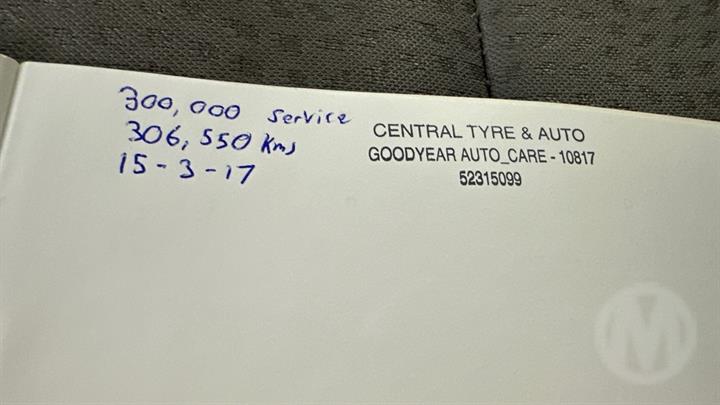 300,000 service
306,550 kms
15-3-17
CENTRAL TYRE & AUTO
GOODYEAR AUTO_CARE - 10817
52315099
M